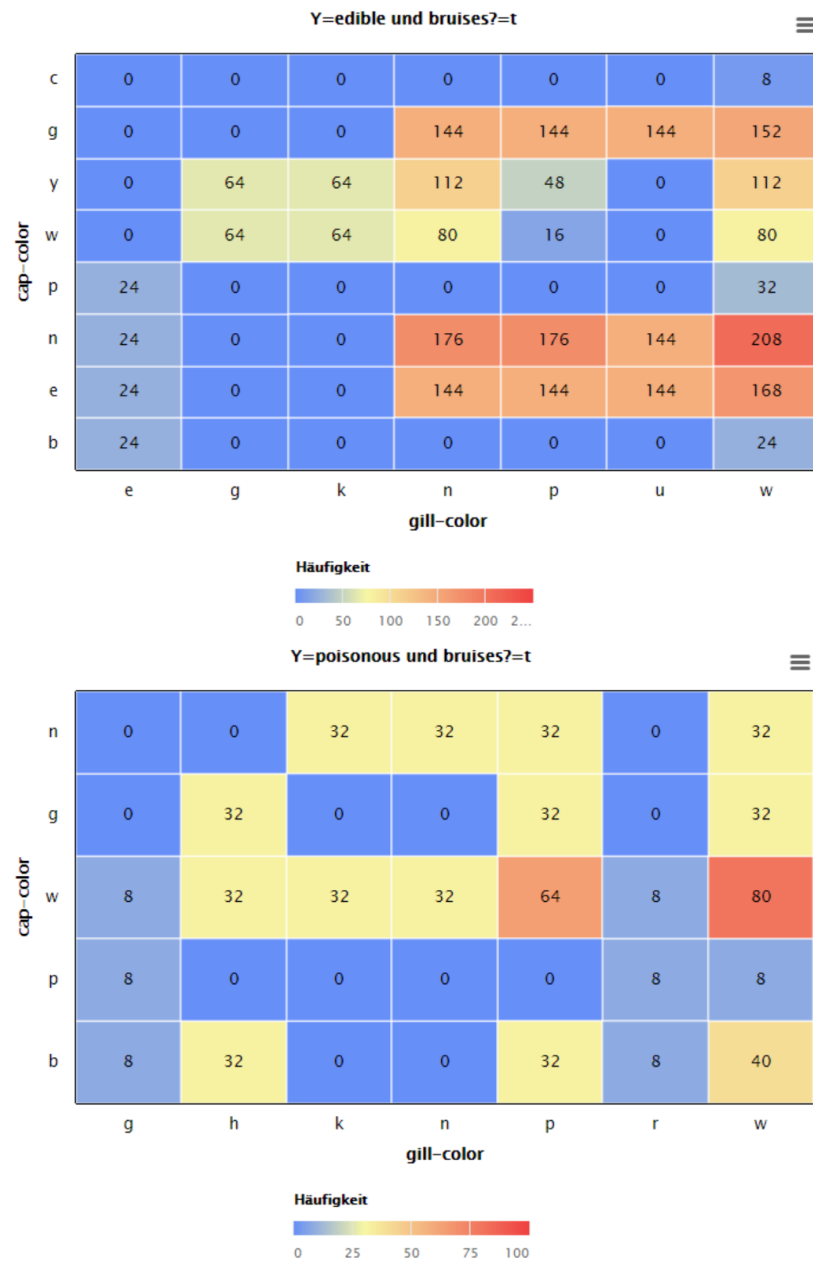 Y=edible und bruises?=t
cap-color
c 0 0 0 0 0 0 8
g 0 0 0 144 144 144 152
y 0 64 64 112 48 0 112
w 0 64 64 80 16 0 80
p 24 0 0 0 0 0 32
n 24 0 0 176 176 144 208
e 24 0 0 144 144 144 168
b 24 0 0 0 0 0 24
e g k n p u w
gill-color
Häufigkeit
0 50 100 150 200 2...
Y=poisonous und bruises?=t
cap-color
n 0 0 32 32 32 0 32
g 0 32 0 0 32 0 32
w 8 32 32 32 64 8 80
p 8 0 0 0 0 8 8
b 8 32 0 0 32 8 40
g h k n p r w
gill-color
Häufigkeit
0 25 50 75 100